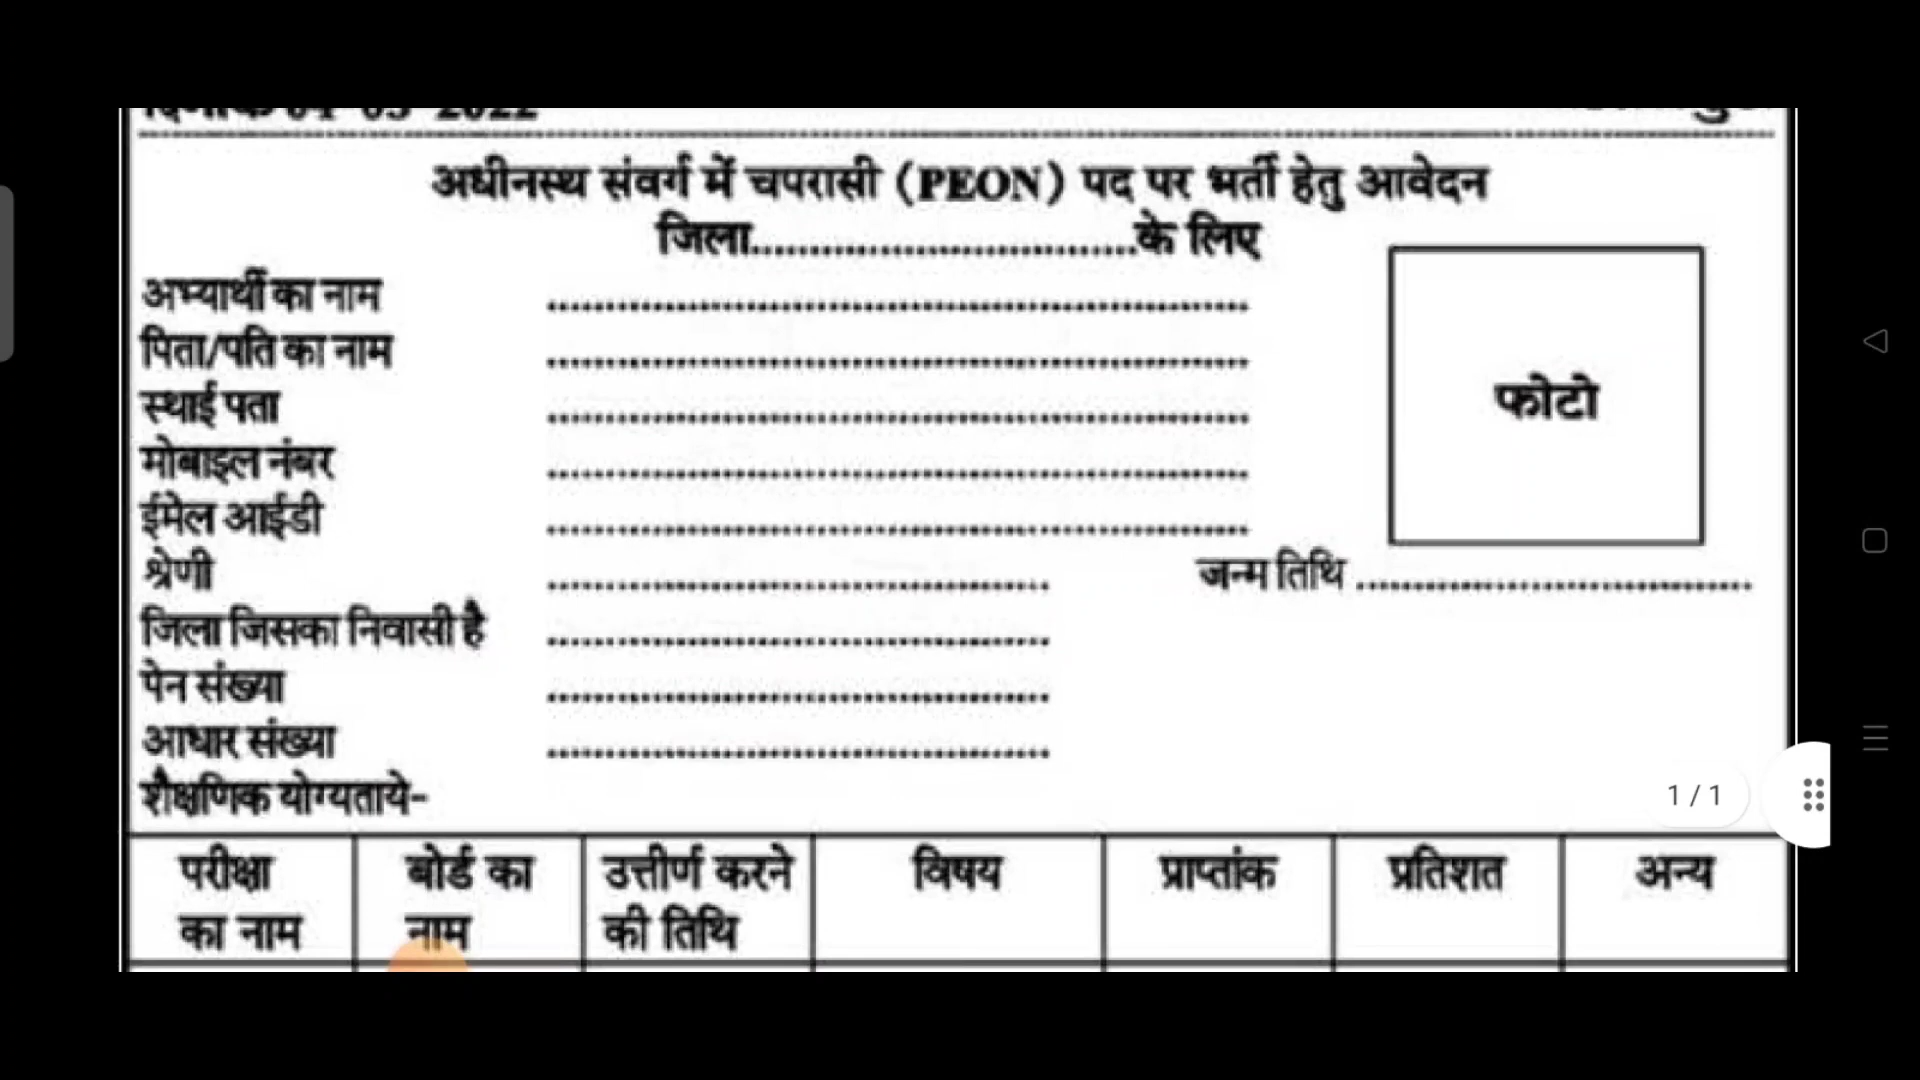 अधीनस्थ संवर्ग में चपरासी (PEON) पद पर भर्ती हेतु आवेदन
जिला................................के लिए
अभ्यार्थी का नाम ............................................................
पिता/पति का नाम ............................................................
स्थाई पता ............................................................
मोबाइल नंबर ............................................................
ईमेल आईडी ............................................................
फोटो
श्रेणी ........................................... जन्म तिथि ..................................
जिला जिसका निवासी है ...........................................
पेन संख्या ...........................................
आधार संख्या ...........................................
शैक्षणिक योग्यताये-
1 / 1
परीक्षा का नाम
बोर्ड का नाम
उत्तीर्ण करने की तिथि
विषय
प्राप्तांक
प्रतिशत
अन्य